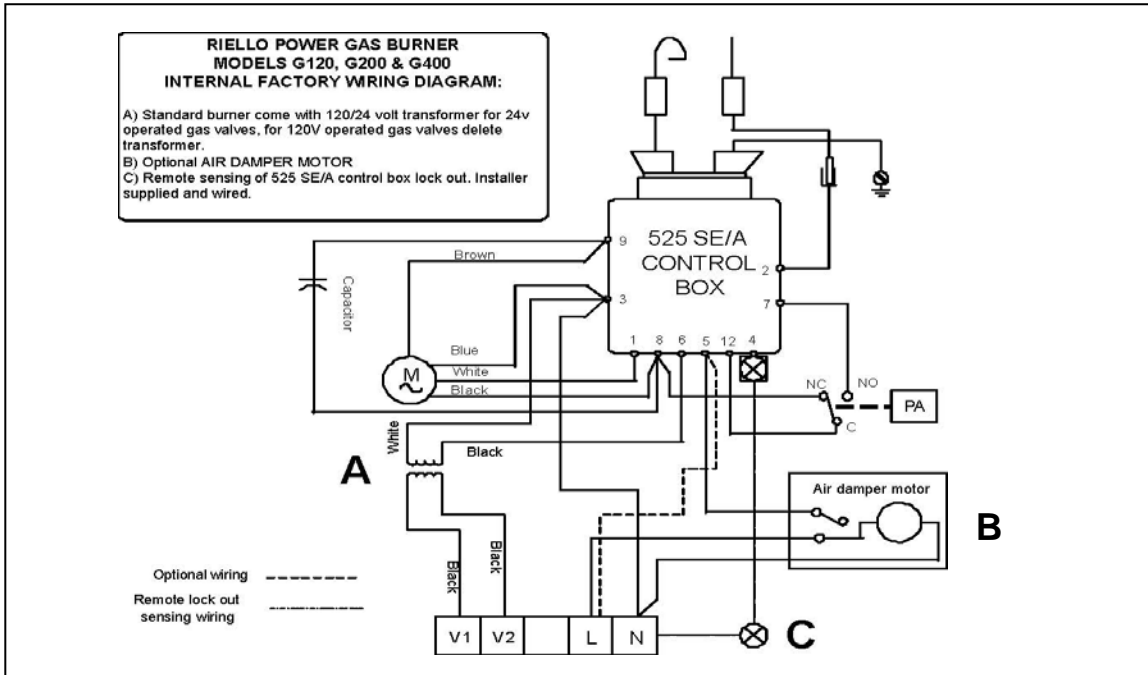 RIELLO POWER GAS BURNER
MODELS G120, G200 & G400
INTERNAL FACTORY WIRING DIAGRAM:
A) Standard burner come with 120/24 volt transformer for 24v
operated gas valves, for 120V operated gas valves delete
transformer.
B) Optional AIR DAMPER MOTOR
C) Remote sensing of 525 SE/A control box lock out. Installer
supplied and wired.
525 SE/A
CONTROL
BOX
9
3
2
7
1 8 6 5 12 4
Brown
Capacitor
Blue
White
Black
M
NC
NO
C
PA
White
Black
A
Air damper motor
B
Black
Black
Optional wiring
Remote lock out
sensing wiring
V1 V2 L N
C